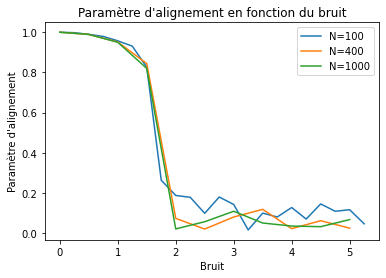 Paramètre d'alignement en fonction du bruit
N=100
N=400
N=1000
Paramètre d'alignement
1.0
0.8
0.6
0.4
0.2
0.0
0
1
2
3
4
5
Bruit